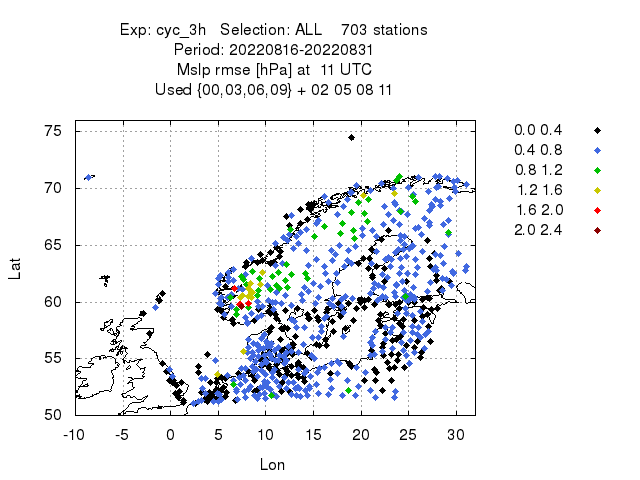 Exp: cyc_3h   Selection: ALL    703 stations
Period: 20220816-20220831
Mslp rmse [hPa] at  11 UTC
Used {00,03,06,09} + 02 05 08 11
75
70
65
60
55
50
Lat
-10 -5 0 5 10 15 20 25 30
Lon
0.0 0.4
0.4 0.8
0.8 1.2
1.2 1.6
1.6 2.0
2.0 2.4